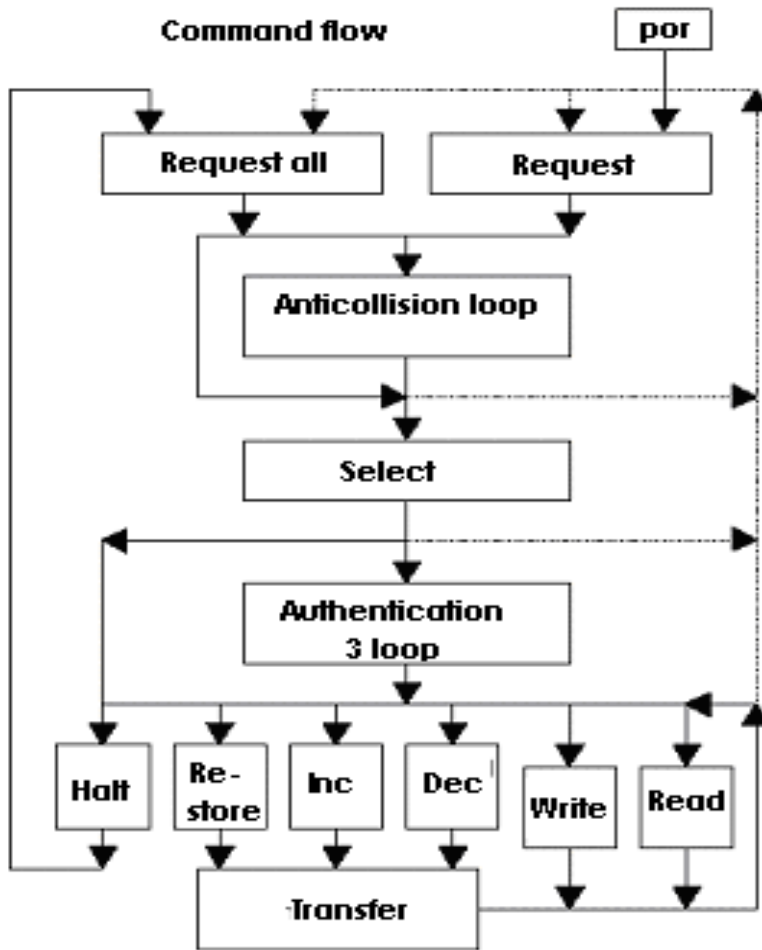 Command flow
por
Request all
Request
Anticollision loop
Select
Authentication
3 loop
Halt
Re-
store
Inc
Dec
Write
Read
Transfer